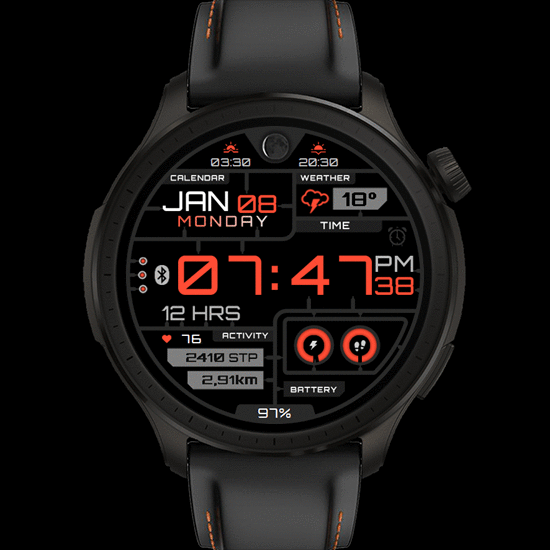 03:30 20:30
CALENDAR WEATHER
JAN 08 18°
MONDAY
TIME
07:47 PM
38
12 HRS
76 ACTIVITY
2410 STP
2,91km
BATTERY
97%